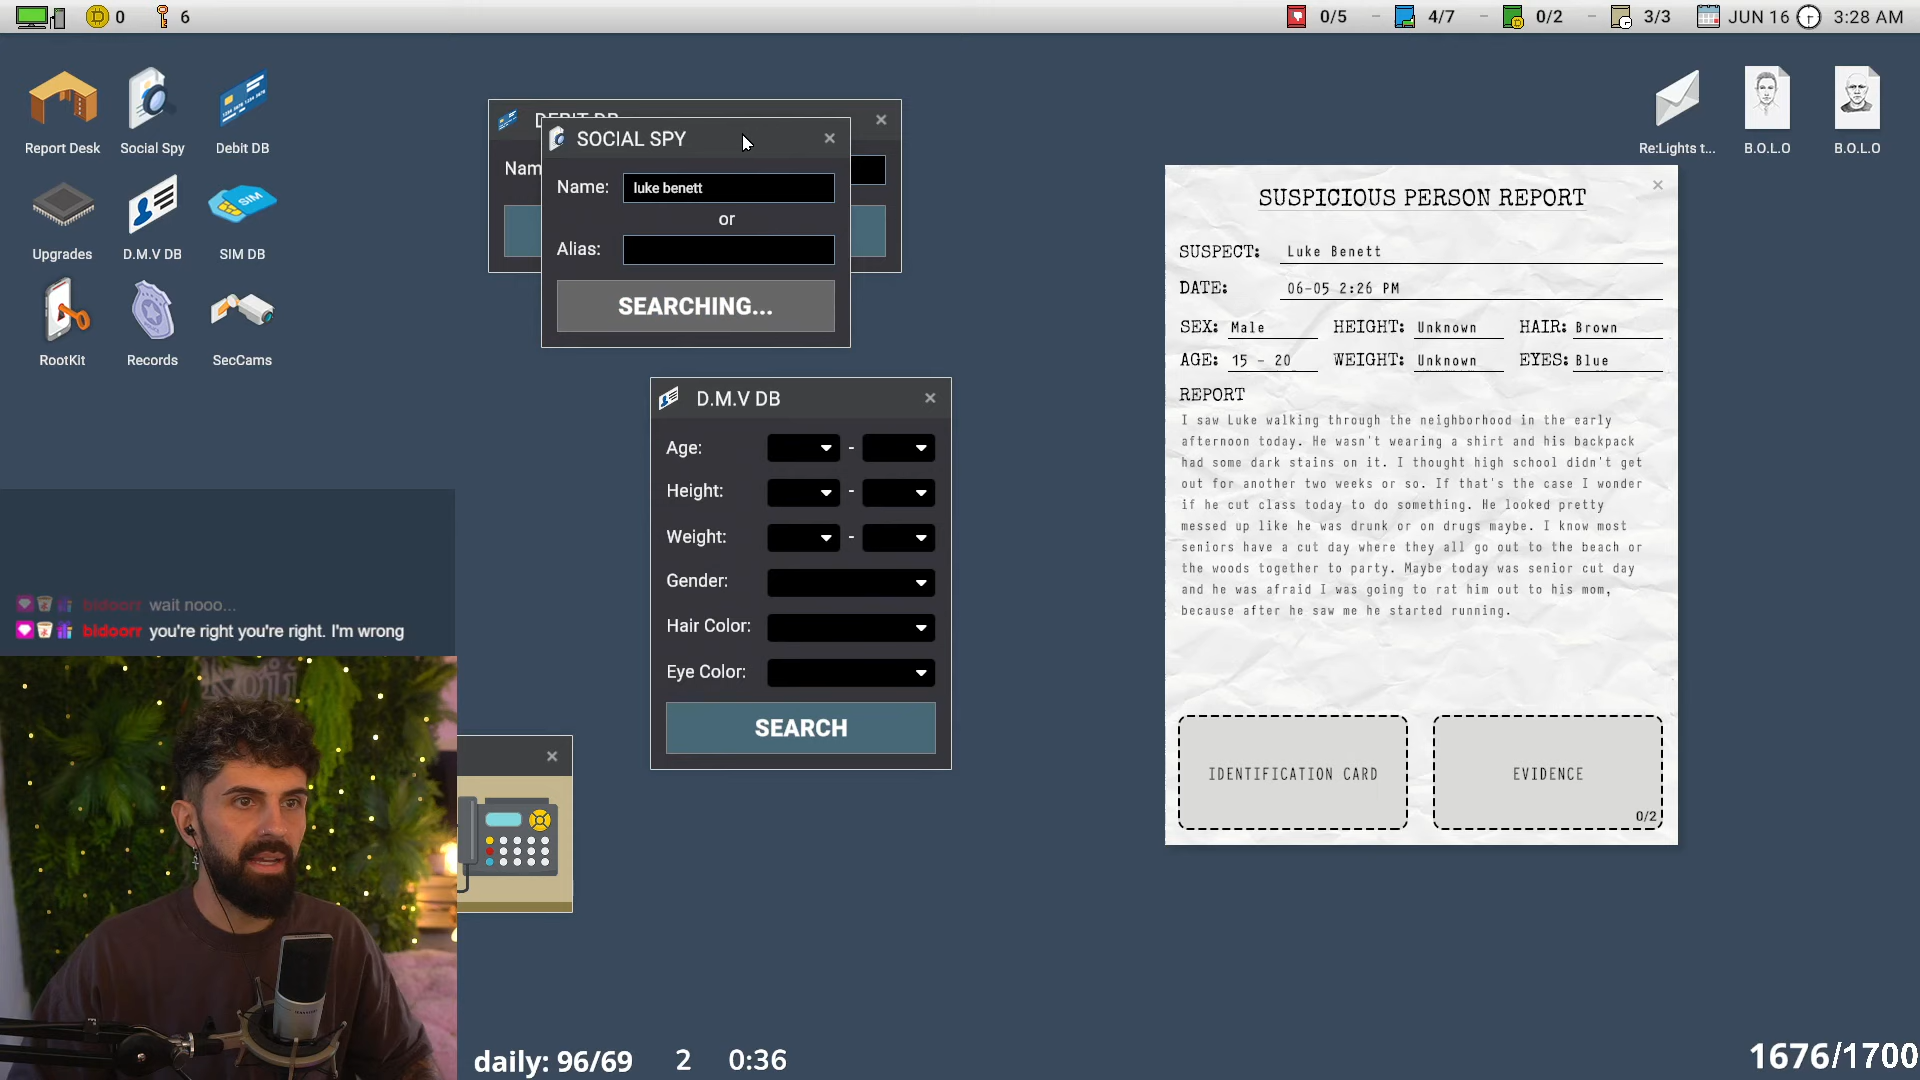 0
6
0/5
4/7
0/2
3/3
JUN 16
3:28 AM
Report Desk
Social Spy
Debit DB
Upgrades
D.M.V DB
SIM DB
RootKit
Records
SecCams
Re:Lights t...
B.O.L.O
B.O.L.O
DEBIT DB
Nam
SOCIAL SPY
Name: luke benett
or
Alias:
SEARCHING...
D.M.V DB
Age: -
Height: -
Weight: -
Gender:
Hair Color:
Eye Color:
SEARCH
SUSPICIOUS PERSON REPORT
SUSPECT: Luke Benett
DATE: 06-05 2:26 PM
SEX: Male HEIGHT: Unknown HAIR: Brown
AGE: 15 - 20 WEIGHT: Unknown EYES: Blue
REPORT
I saw Luke walking through the neighborhood in the early
afternoon today. He wasn't wearing a shirt and his backpack
had some dark stains on it. I thought high school didn't get
out for another two weeks or so. If that's the case I wonder
if he cut class today to do something. He looked pretty
messed up like he was drunk or on drugs maybe. I know most
seniors have a cut day where they all go out to the beach or
the woods together to party. Maybe today was senior cut day
and he was afraid I was going to rat him out to his mom,
because after he saw me he started running.
IDENTIFICATION CARD
EVIDENCE
0/2
bldoorr wait nooo...
bldoorr you're right you're right. I'm wrong
daily: 96/69 2 0:36
1676/1700